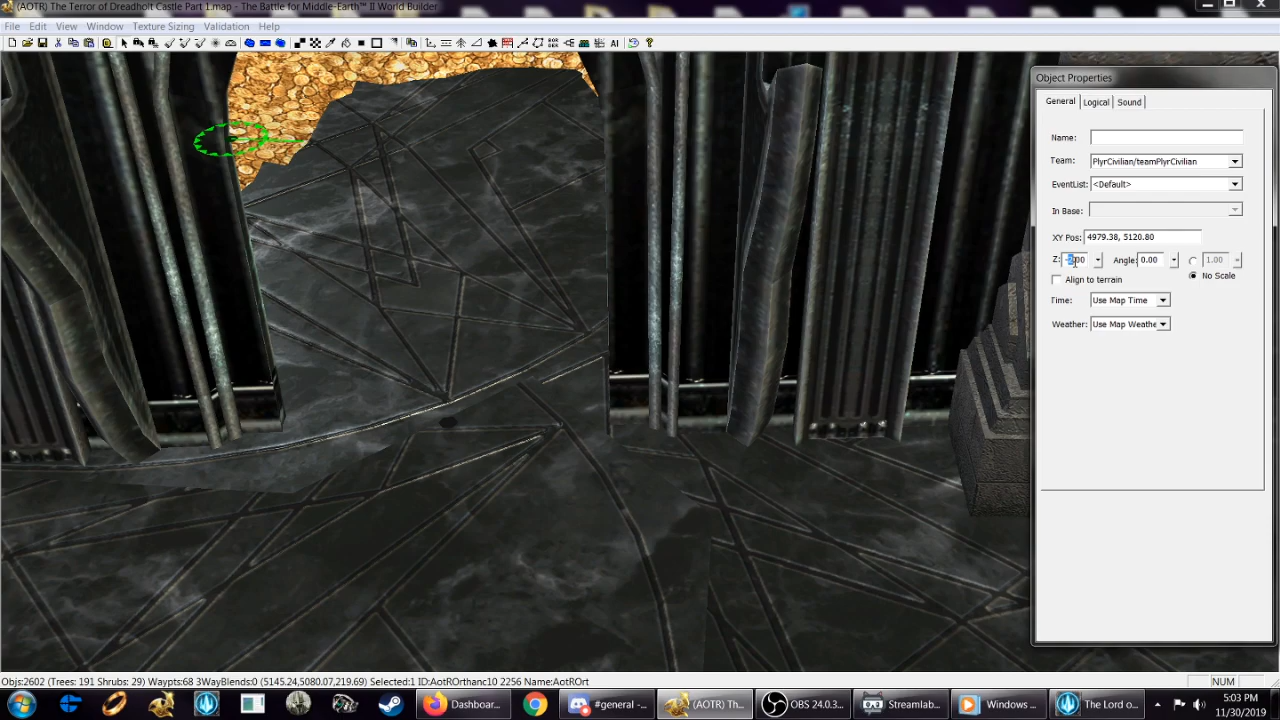 (AOTR) The Terror of Dreadholt Castle Part 1.map - The Battle for Middle-Earth™ II World Builder
File Edit View Window Texture Sizing Validation Help
AI
Object Properties
General Logical Sound
Name:
Team: PlyrCivilian/teamPlyrCivilian
EventList: <Default>
In Base:
XY Pos: 4979.38, 5120.80
Z: -2.00 Angle: 0.00 1.00
No Scale
Align to terrain
Time: Use Map Time
Weather: Use Map Weathe
Objs:2602 (Trees: 191 Shrubs: 29) Waypts:68 3WayBlends:0 (5145.24,5080.07,219.69) Selected:1 ID:AotROrthanc10 2256 Name:AotROrt
NUM
Dashboar... #general -... (AOTR) Th... OBS 24.0.3... Streamlab... Windows ... The Lord o...
5:03 PM
11/30/2019